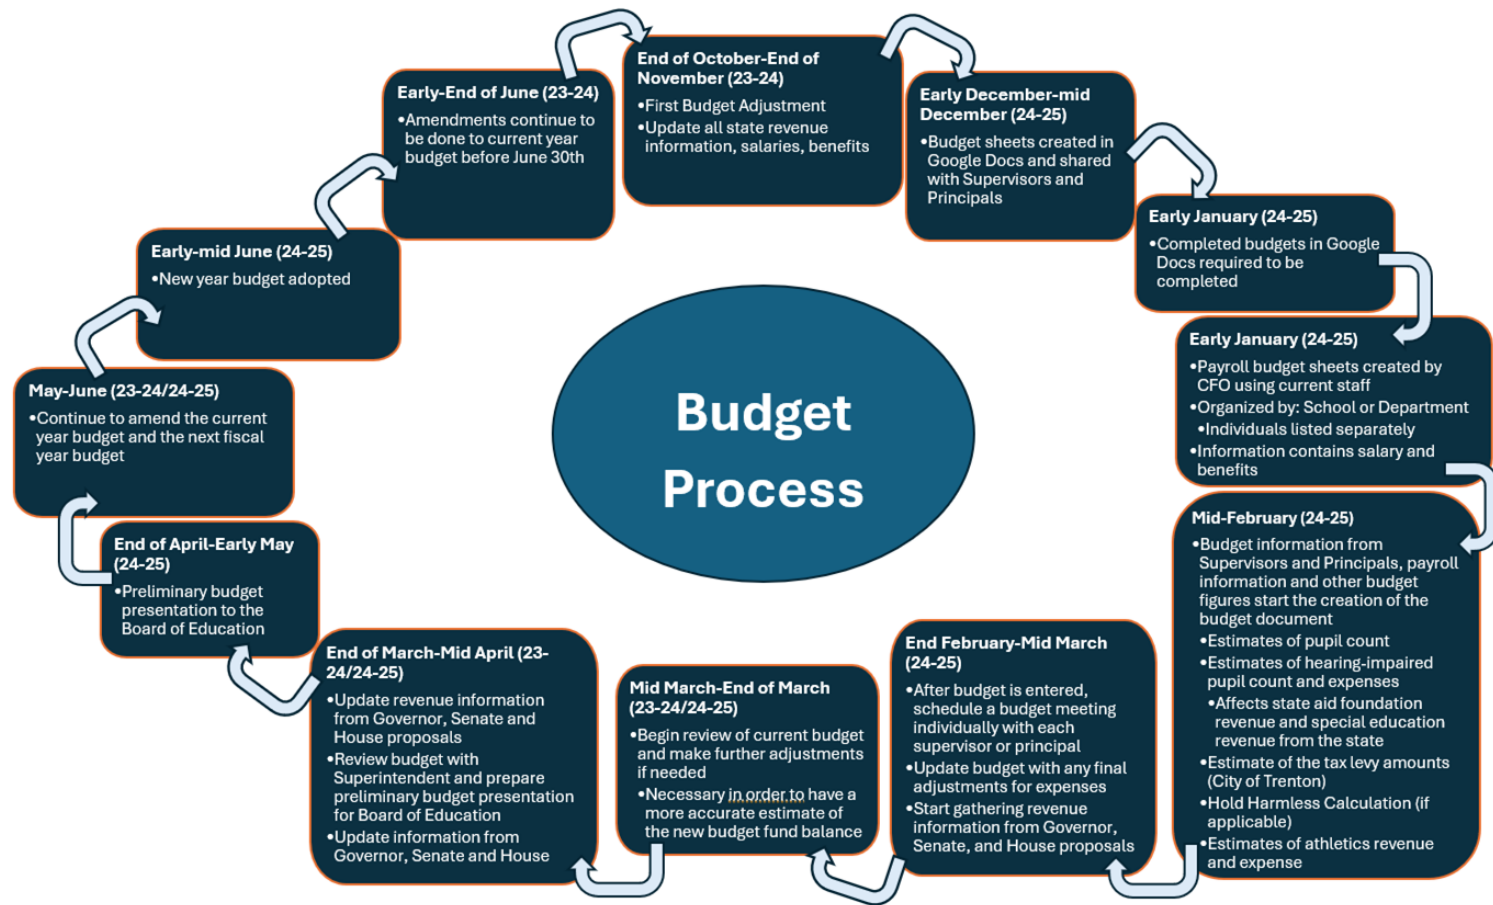 End of October-End of
November (23-24)
•First Budget Adjustment
•Update all state revenue
information, salaries, benefits
Early December-mid
December (24-25)
•Budget sheets created in
Google Docs and shared
with Supervisors and
Principals
Early January (24-25)
•Completed budgets in Google
Docs required to be
completed
Early January (24-25)
•Payroll budget sheets created by
CFO using current staff
•Organized by: School or Department
•Individuals listed separately
•Information contains salary and
benefits
Mid-February (24-25)
•Budget information from
Supervisors and Principals, payroll
information and other budget
figures start the creation of the
budget document
•Estimates of pupil count
•Estimates of hearing-impaired
pupil count and expenses
•Affects state aid foundation
revenue and special education
revenue from the state
•Estimate of the tax levy amounts
(City of Trenton)
•Hold Harmless Calculation (if
applicable)
•Estimates of athletics revenue
and expense
End February-Mid March
(24-25)
•After budget is entered,
schedule a budget meeting
individually with each
supervisor or principal
•Update budget with any final
adjustments for expenses
•Start gathering revenue
information from Governor,
Senate, and House proposals
Mid March-End of March
(23-24/24-25)
•Begin review of current budget
and make further adjustments
if needed
•Necessary in order to have a
more accurate estimate of
the new budget fund balance
End of March-Mid April (23-
24/24-25)
•Update revenue information
from Governor, Senate and
House proposals
•Review budget with
Superintendent and prepare
preliminary budget presentation
for Board of Education
•Update information from
Governor, Senate and House
End of April-Early May
(24-25)
•Preliminary budget
presentation to the
Board of Education
May-June (23-24/24-25)
•Continue to amend the current
year budget and the next fiscal
year budget
Early-mid June (24-25)
•New year budget adopted
Early-End of June (23-24)
•Amendments continue to
be done to current year
budget before June 30th
Budget
Process